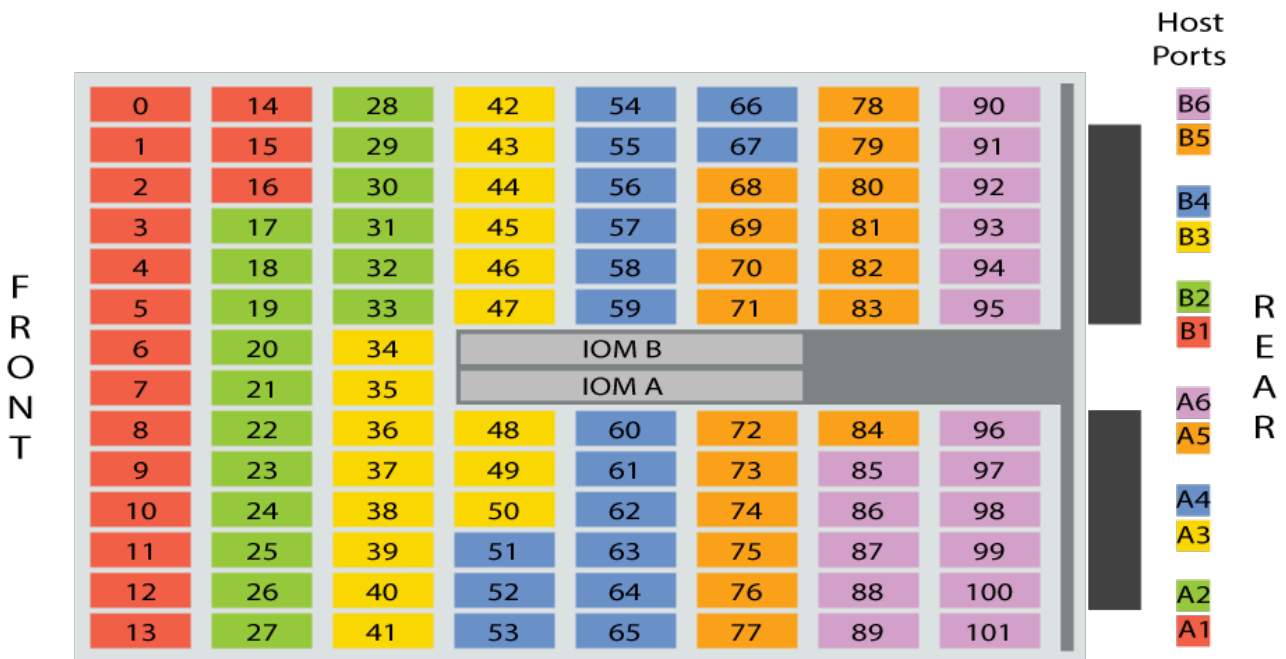 Host
Ports
0 14 28 42 54 66 78 90 B6
1 15 29 43 55 67 79 91 B5
2 16 30 44 56 68 80 92 B4
3 17 31 45 57 69 81 93 B3
4 18 32 46 58 70 82 94
5 19 33 47 59 71 83 95 B2
6 20 34 IOM B B1
7 21 35 IOM A A6
8 22 36 48 60 72 84 96 A5
9 23 37 49 61 73 85 97
10 24 38 50 62 74 86 98 A4
11 25 39 51 63 75 87 99 A3
12 26 40 52 64 76 88 100 A2
13 27 41 53 65 77 89 101 A1
FRONT
REAR